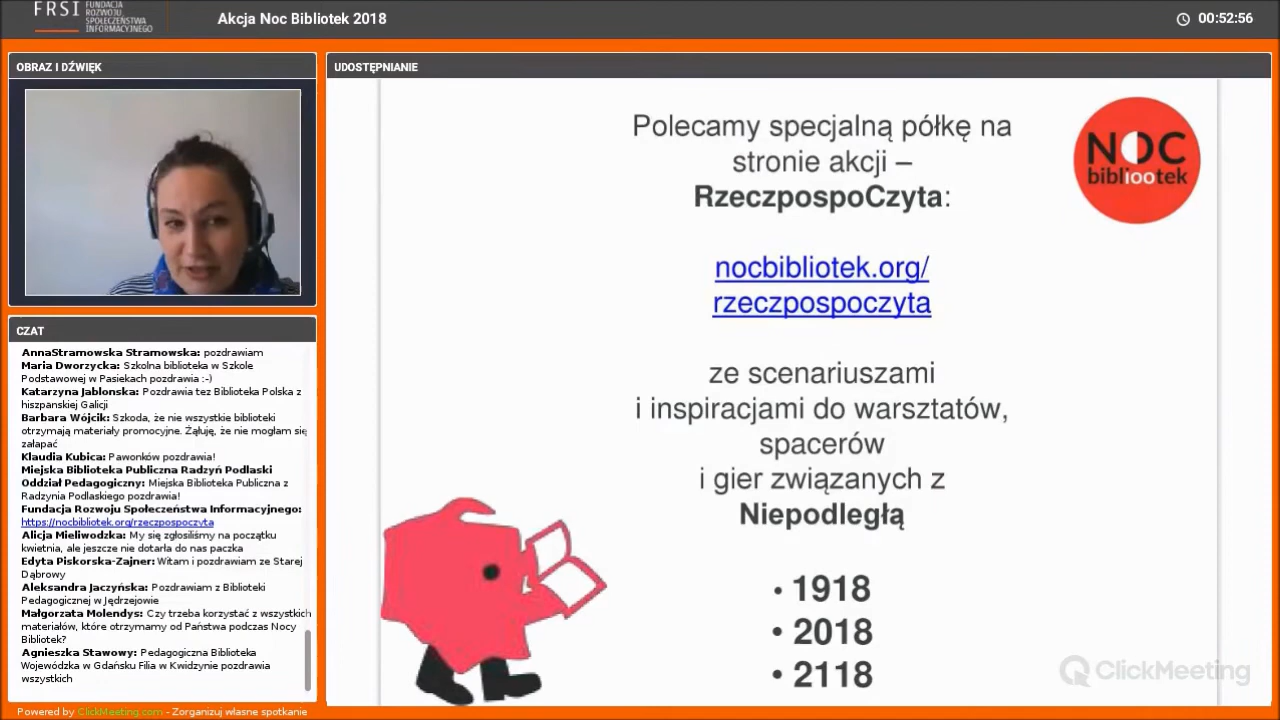 FRSI FUNDACJA
ROZWOJU
SPOŁECZEŃSTWA
INFORMACYJNEGO
Akcja Noc Bibliotek 2018
00:52:56
OBRAZ I DŹWIĘK
CZAT
AnnaStramowska Stramowska: pozdrawiam
Maria Dworzycka: Szkolna biblioteka w Szkole
Podstawowej w Pasiekach pozdrawia :-)
Katarzyna Jablonska: Pozdrawia tez Biblioteka Polska z
hiszpanskiej Galicji
Barbara Wójcik: Szkoda, że nie wszystkie biblioteki
otrzymają materiały promocyjne. Żąłuję, że nie mogłam się
załapać
Klaudia Kubica: Pawonków pozdrawia!
Miejska Biblioteka Publiczna Radzyń Podlaski
Oddział Pedagogiczny: Miejska Biblioteka Publiczna z
Radzynia Podlaskiego pozdrawia!
Fundacja Rozwoju Społeczeństwa Informacyjnego:
https://nocbibliotek.org/rzeczpospoczyta
Alicja Mieliwodzka: My się zgłosiliśmy na początku
kwietnia, ale jeszcze nie dotarła do nas paczka
Edyta Piskorska-Zajner: Witam i pozdrawiam ze Starej
Dąbrowy
Aleksandra Jaczyńska: Pozdrawiam z Biblioteki
Pedagogicznej w Jędrzejowie
Małgorzata Molendys: Czy trzeba korzystać z wszystkich
materiałów, które otrzymamy od Państwa podczas Nocy
Bibliotek?
Agnieszka Stawowy: Pedagogiczna Biblioteka
Wojewódzka w Gdańsku Filia w Kwidzynie pozdrawia
wszystkich
Powered by ClickMeeting.com - Zorganizuj własne spotkanie
UDOSTĘPNIANIE
Polecamy specjalną półkę na
stronie akcji –
RzeczpospoCzyta:
nocbibliotek.org/
rzeczpospoczyta
ze scenariuszami
i inspiracjami do warsztatów,
spacerów
i gier związanych z
Niepodległą
• 1918
• 2018
• 2118
NOC
bibliootek
ClickMeeting